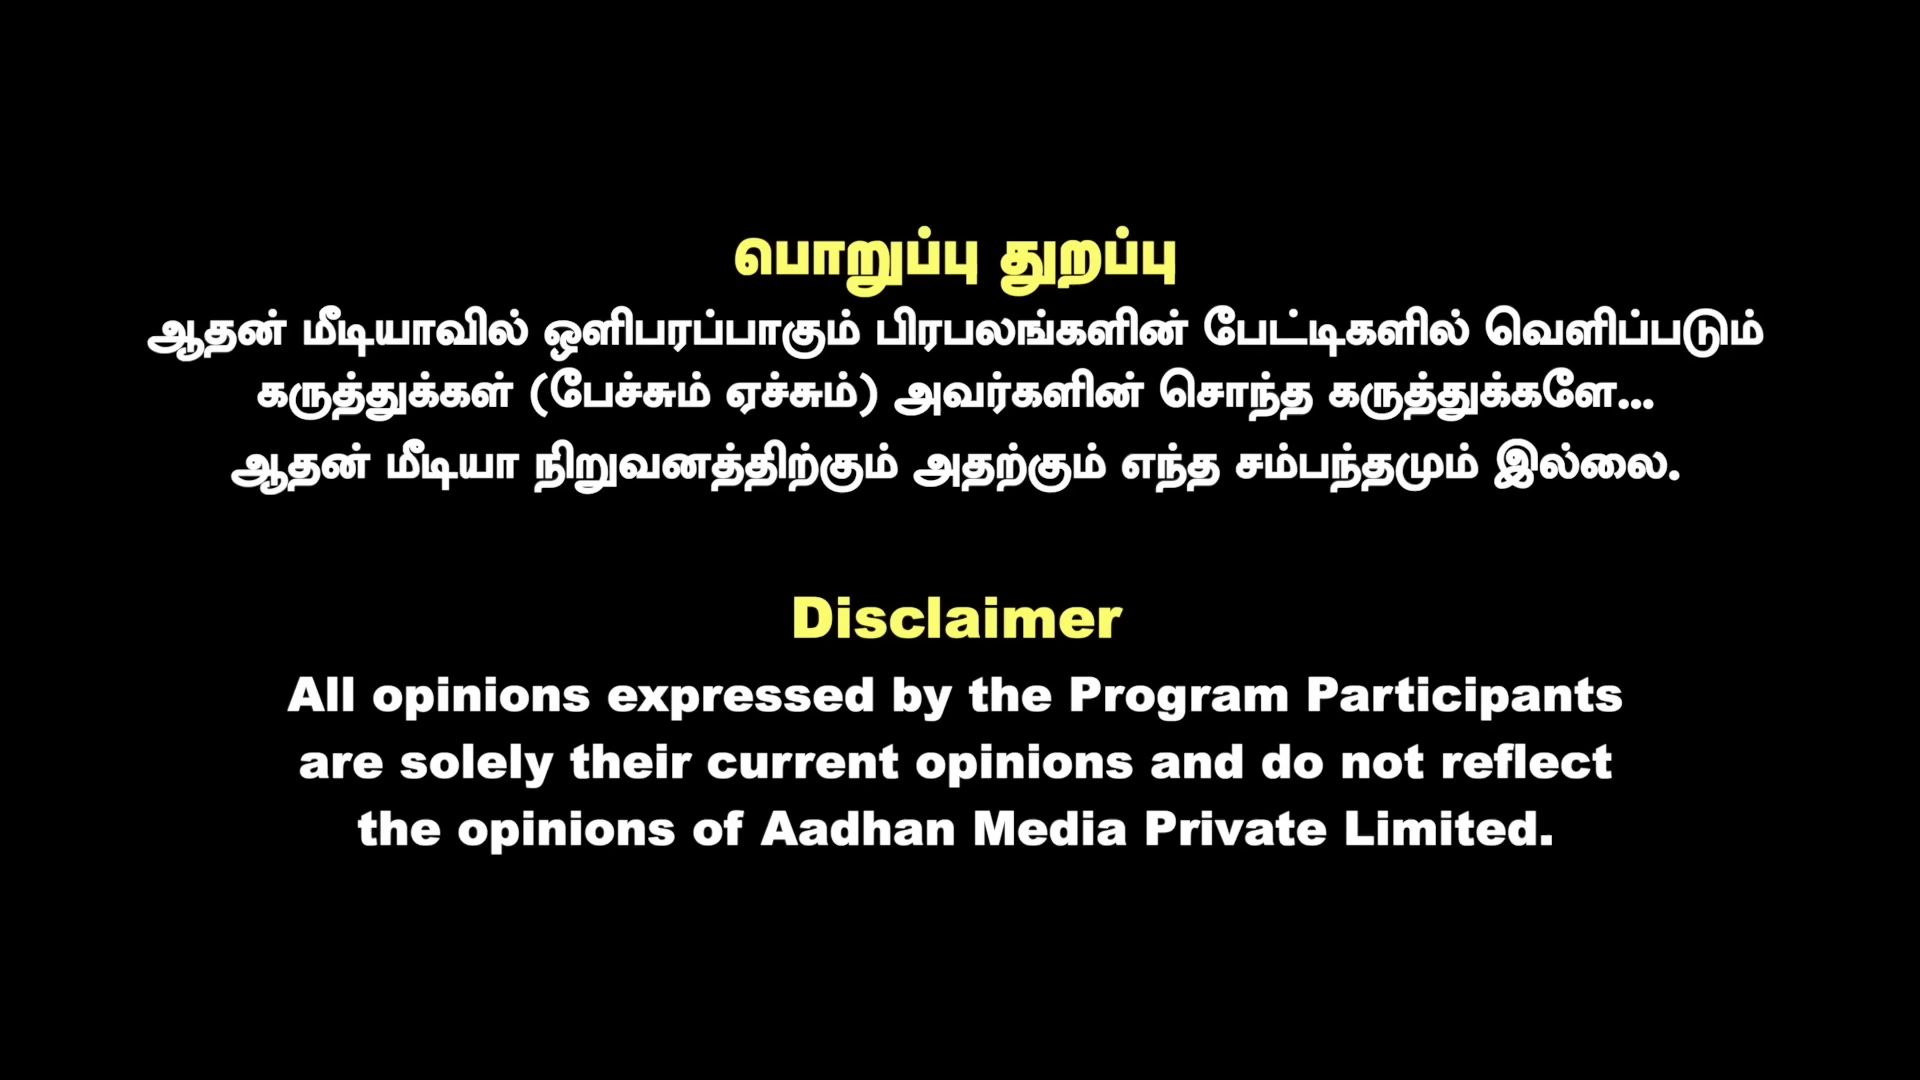 பொறுப்பு துறப்பு
ஆதன் மீடியாவில் ஒளிபரப்பாகும் பிரபலங்களின் பேட்டிகளில் வெளிப்படும்
கருத்துக்கள் (பேச்சும் ஏச்சும்) அவர்களின் சொந்த கருத்துக்களே...
ஆதன் மீடியா நிறுவனத்திற்கும் அதற்கும் எந்த சம்பந்தமும் இல்லை.
Disclaimer
All opinions expressed by the Program Participants
are solely their current opinions and do not reflect
the opinions of Aadhan Media Private Limited.